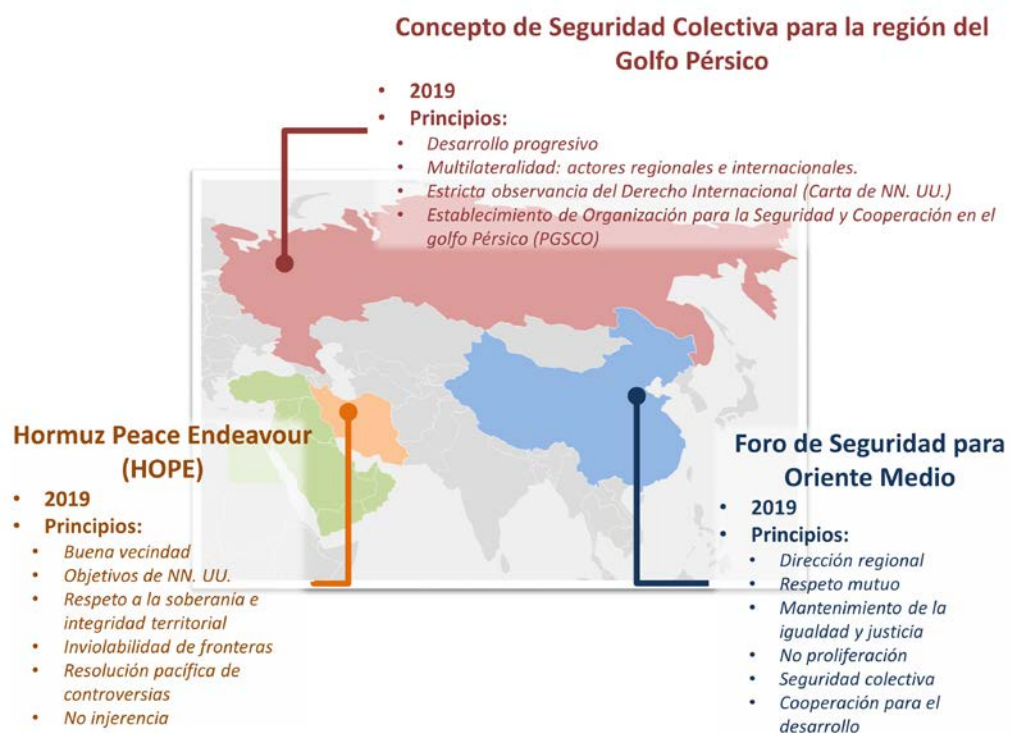 Concepto de Seguridad Colectiva para la región del
Golfo Pérsico
• 2019
• Principios:
• Desarrollo progresivo
• Multilateralidad: actores regionales e internacionales.
• Estricta observancia del Derecho Internacional (Carta de NN. UU.)
• Establecimiento de Organización para la Seguridad y Cooperación en el
golfo Pérsico (PGSCO)
Hormuz Peace Endeavour
(HOPE)
• 2019
• Principios:
• Buena vecindad
• Objetivos de NN. UU.
• Respeto a la soberanía e
integridad territorial
• Inviolabilidad de fronteras
• Resolución pacífica de
controversias
• No injerencia
Foro de Seguridad para
Oriente Medio
• 2019
• Principios:
• Dirección regional
• Respeto mutuo
• Mantenimiento de la
igualdad y justicia
• No proliferación
• Seguridad colectiva
• Cooperación para el
desarrollo